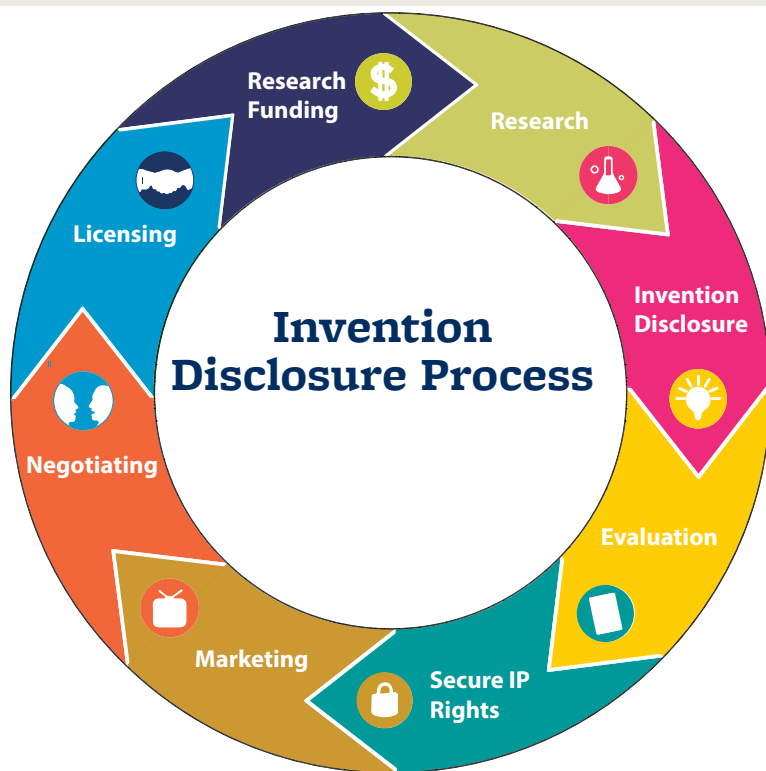 Invention
Disclosure Process
Research
Funding
$
Research
Invention
Disclosure
Evaluation
Secure IP
Rights
Marketing
Negotiating
Licensing